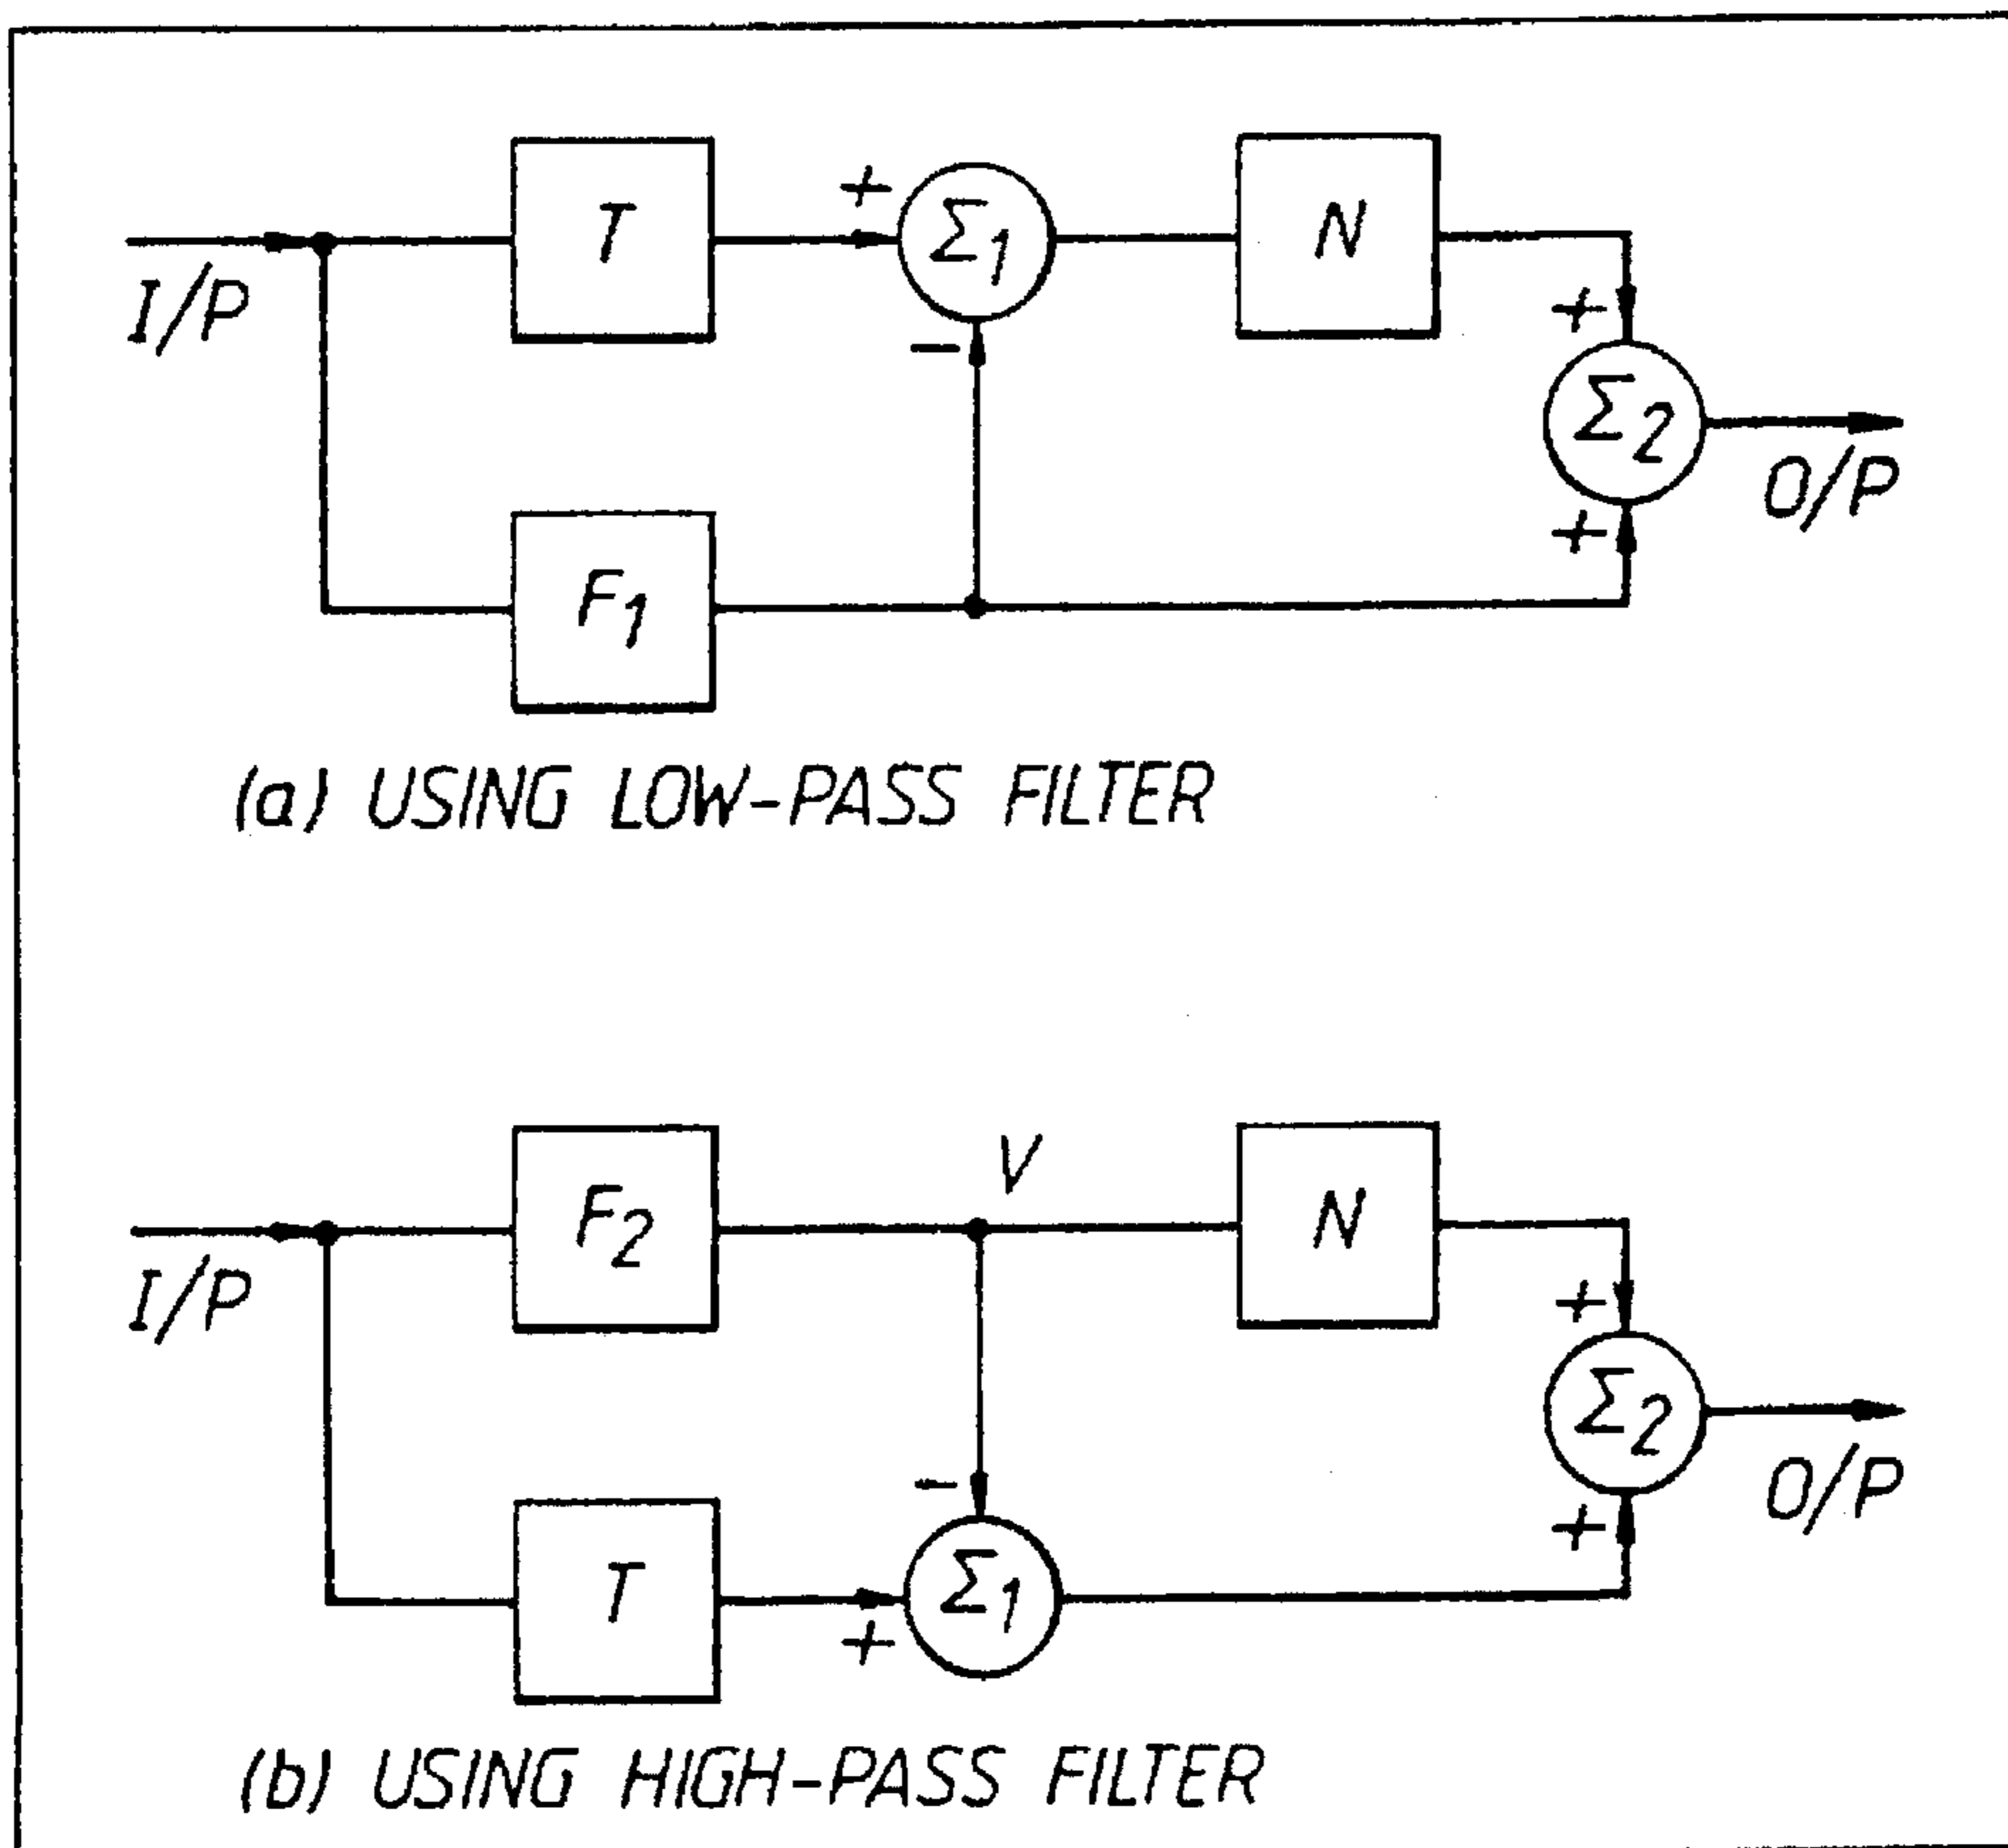 T
+
Σ1
N
I/P
+
-
Σ2
O/P
+
F1
(a) USING LOW-PASS FILTER
F2
V
N
I/P
+
Σ2
-
O/P
+
T
Σ1
+
(b) USING HIGH-PASS FILTER